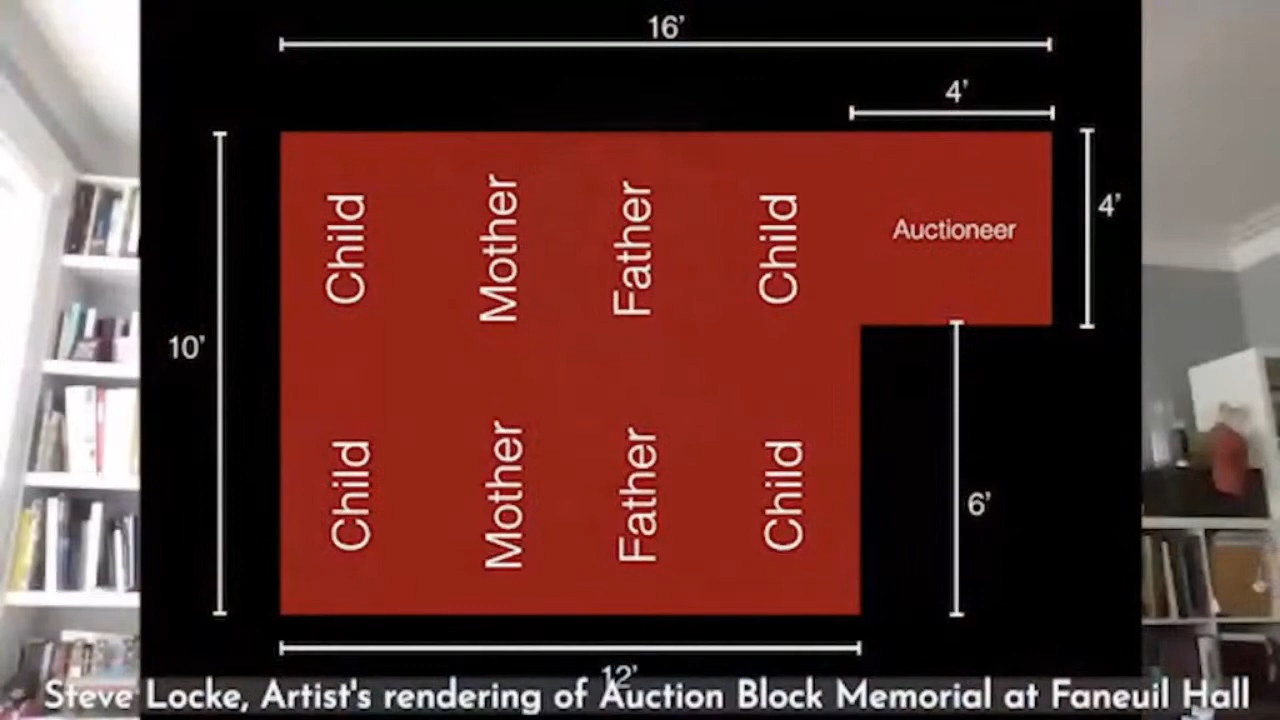 16’
4’
4’
10’
Child Mother Father Child Auctioneer
Child Mother Father Child
6’
12’
Steve Locke, Artist's rendering of Auction Block Memorial at Faneuil Hall